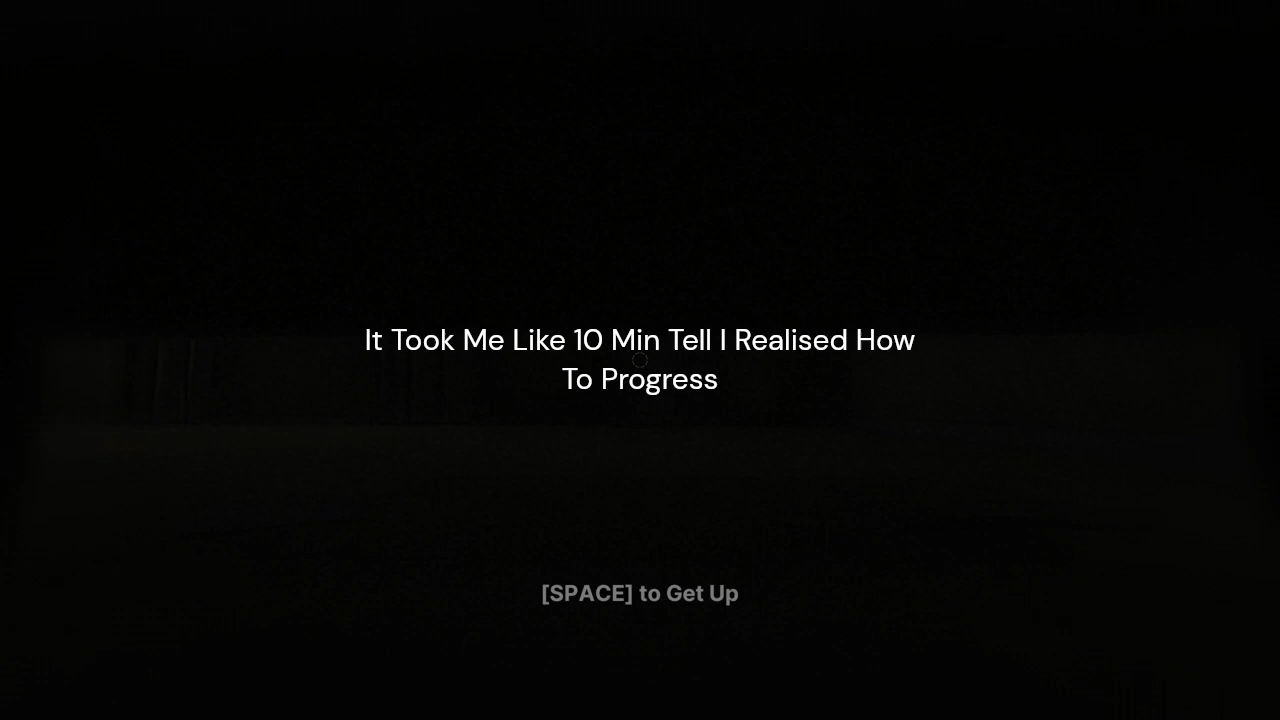 It Took Me Like 10 Min Tell I Realised How
To Progress
[SPACE] to Get Up